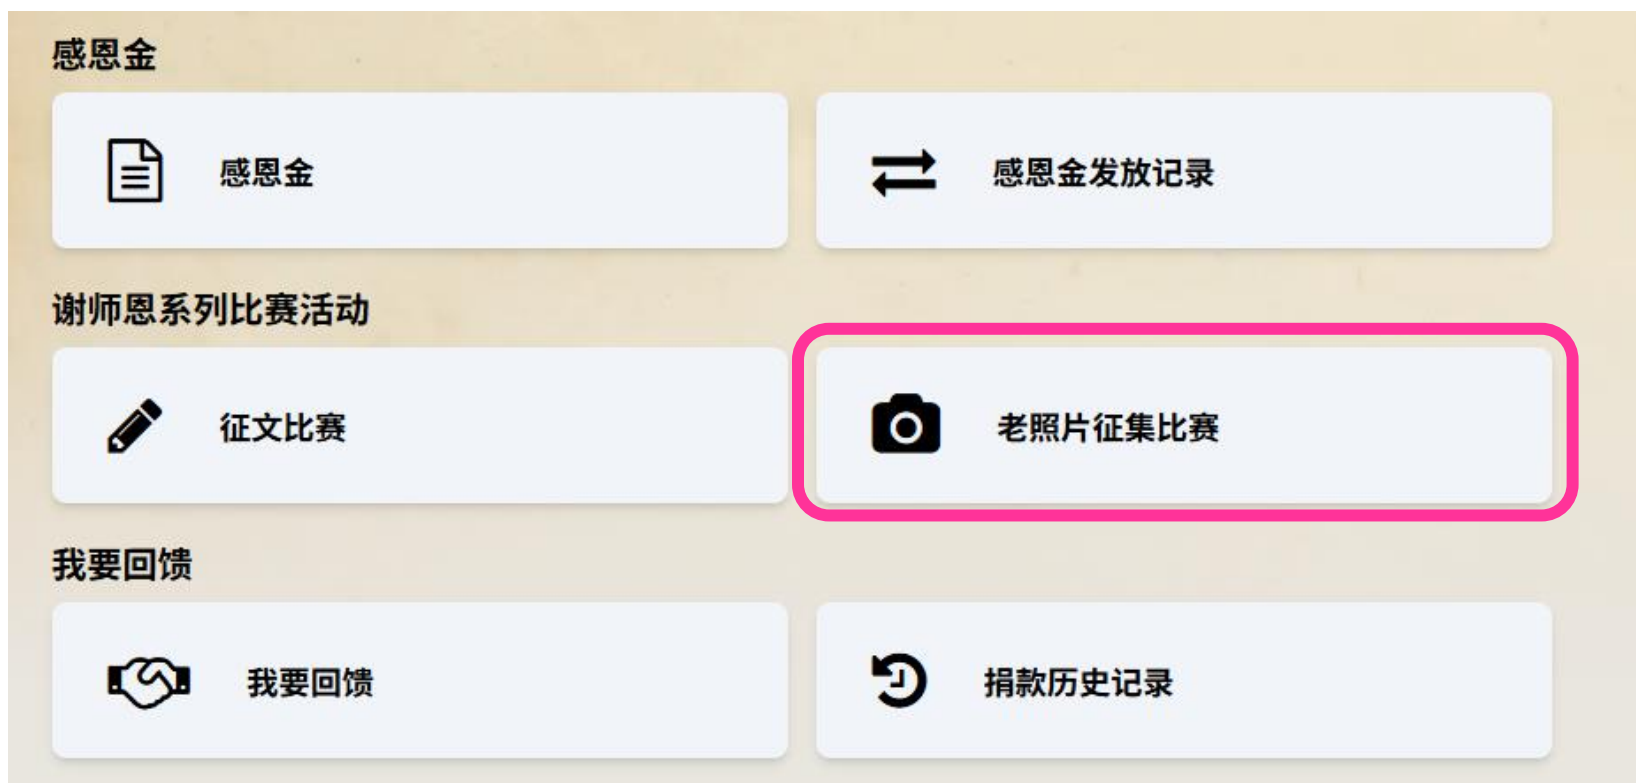 感恩金
感恩金
感恩金发放记录
谢师恩系列比赛活动
征文比赛
老照片征集比赛
我要回馈
我要回馈
捐款历史记录